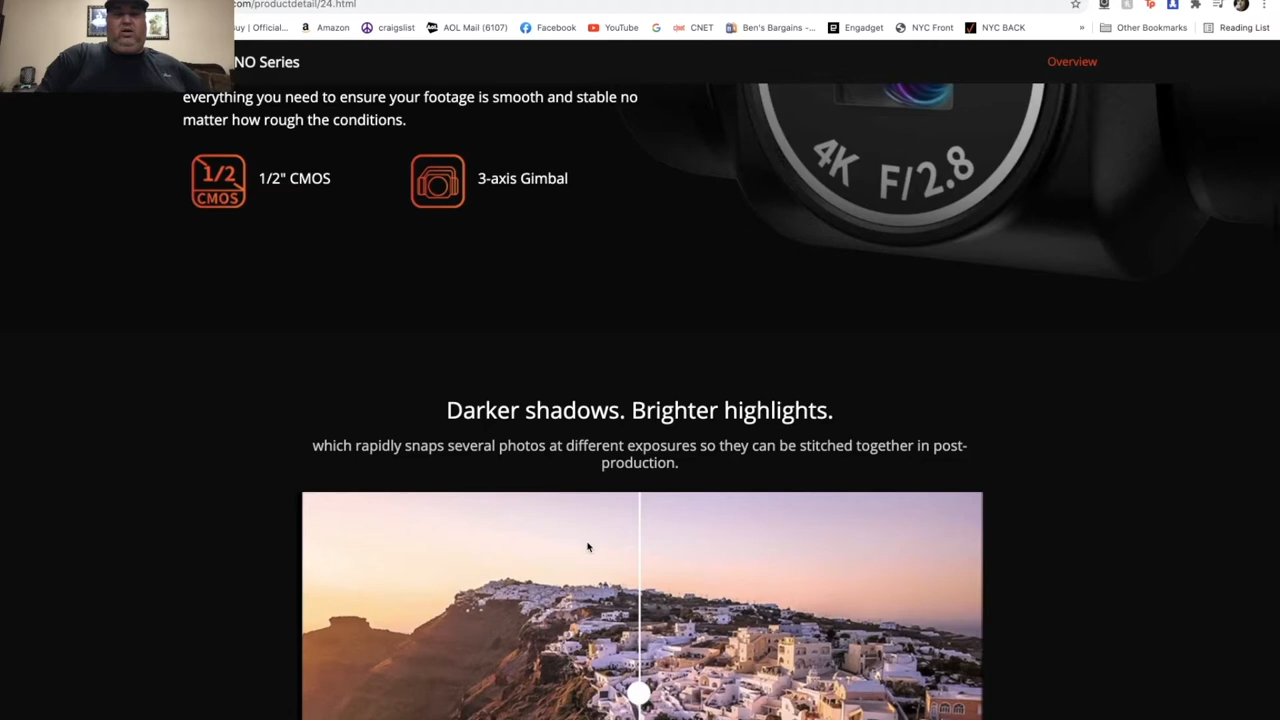 com/productdetail/24.html
uy | Official...
Amazon
craigslist
AOL Mail (6107)
Facebook
YouTube
CNET
Ben's Bargains -...
Engadget
NYC Front
NYC BACK
»
Other Bookmarks
Reading List
NO Series
Overview
everything you need to ensure your footage is smooth and stable no
matter how rough the conditions.
1/2
CMOS
1/2" CMOS
3-axis Gimbal
4K F/2.8
Darker shadows. Brighter highlights.
which rapidly snaps several photos at different exposures so they can be stitched together in post-
production.